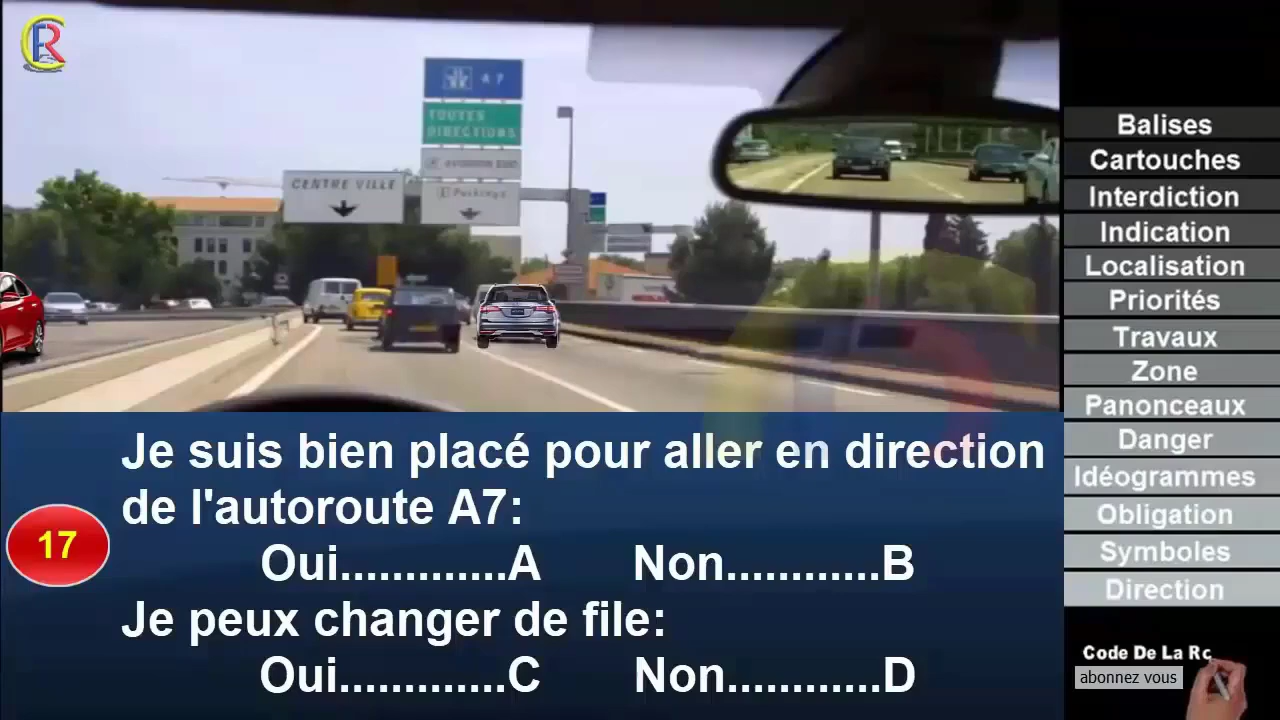 A 7
TOUTES
DIRECTIONS
CENTRE VILLE
Parkings
Balises
Cartouches
Interdiction
Indication
Localisation
Priorités
Travaux
Zone
Panonceaux
Danger
Idéogrammes
Obligation
Symboles
Direction
Je suis bien placé pour aller en direction
de l'autoroute A7:
17
Oui.............A Non............B
Je peux changer de file:
Oui.............C Non............D
Code De La Rc
abonnez vous